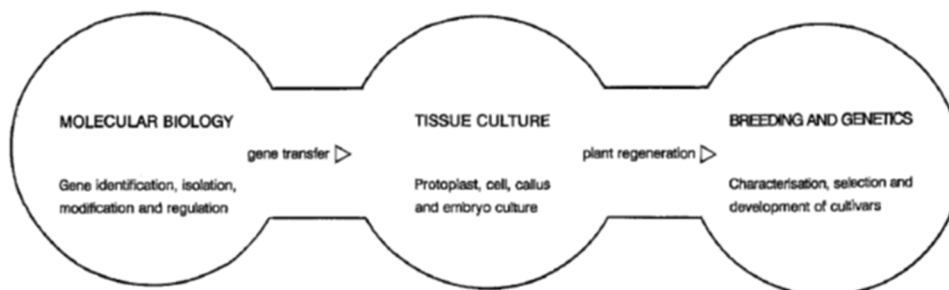 MOLECULAR BIOLOGY
gene transfer
Gene identification, isolation,
modification and regulation
TISSUE CULTURE
plant regeneration
Protoplast, cell, callus
and embryo culture
BREEDING AND GENETICS
Characterisation, selection and
development of cultivars